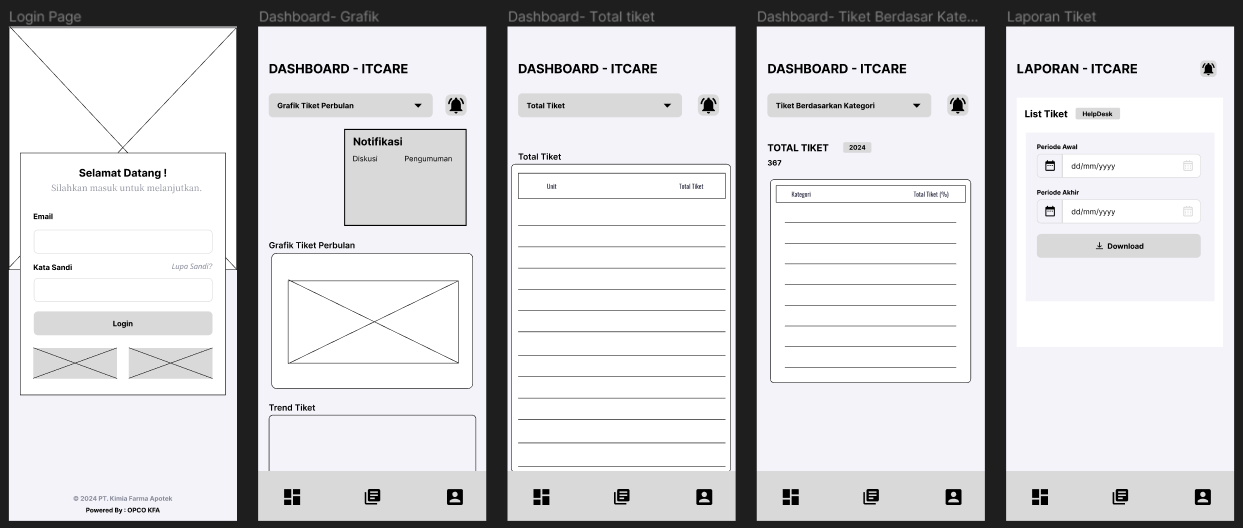 Login Page
Selamat Datang !
Silahkan masuk untuk melanjutkan.
Email
Kata Sandi
Lupa Sandi?
Login
© 2024 PT. Kimia Farma Apotek
Powered By : OPCO KFA
Dashboard- Grafik
DASHBOARD - ITCARE
Grafik Tiket Perbulan
Notifikasi
Diskusi Pengumuman
Grafik Tiket Perbulan
Trend Tiket
Dashboard- Total tiket
DASHBOARD - ITCARE
Total Tiket
Total Tiket
Unit Total Tiket
Dashboard- Tiket Berdasar Kate...
DASHBOARD - ITCARE
Tiket Berdasarkan Kategori
TOTAL TIKET 2024
367
Kategori Total Tiket (%)
Laporan Tiket
LAPORAN - ITCARE
List Tiket HelpDesk
Periode Awal
dd/mm/yyyy
Periode Akhir
dd/mm/yyyy
Download